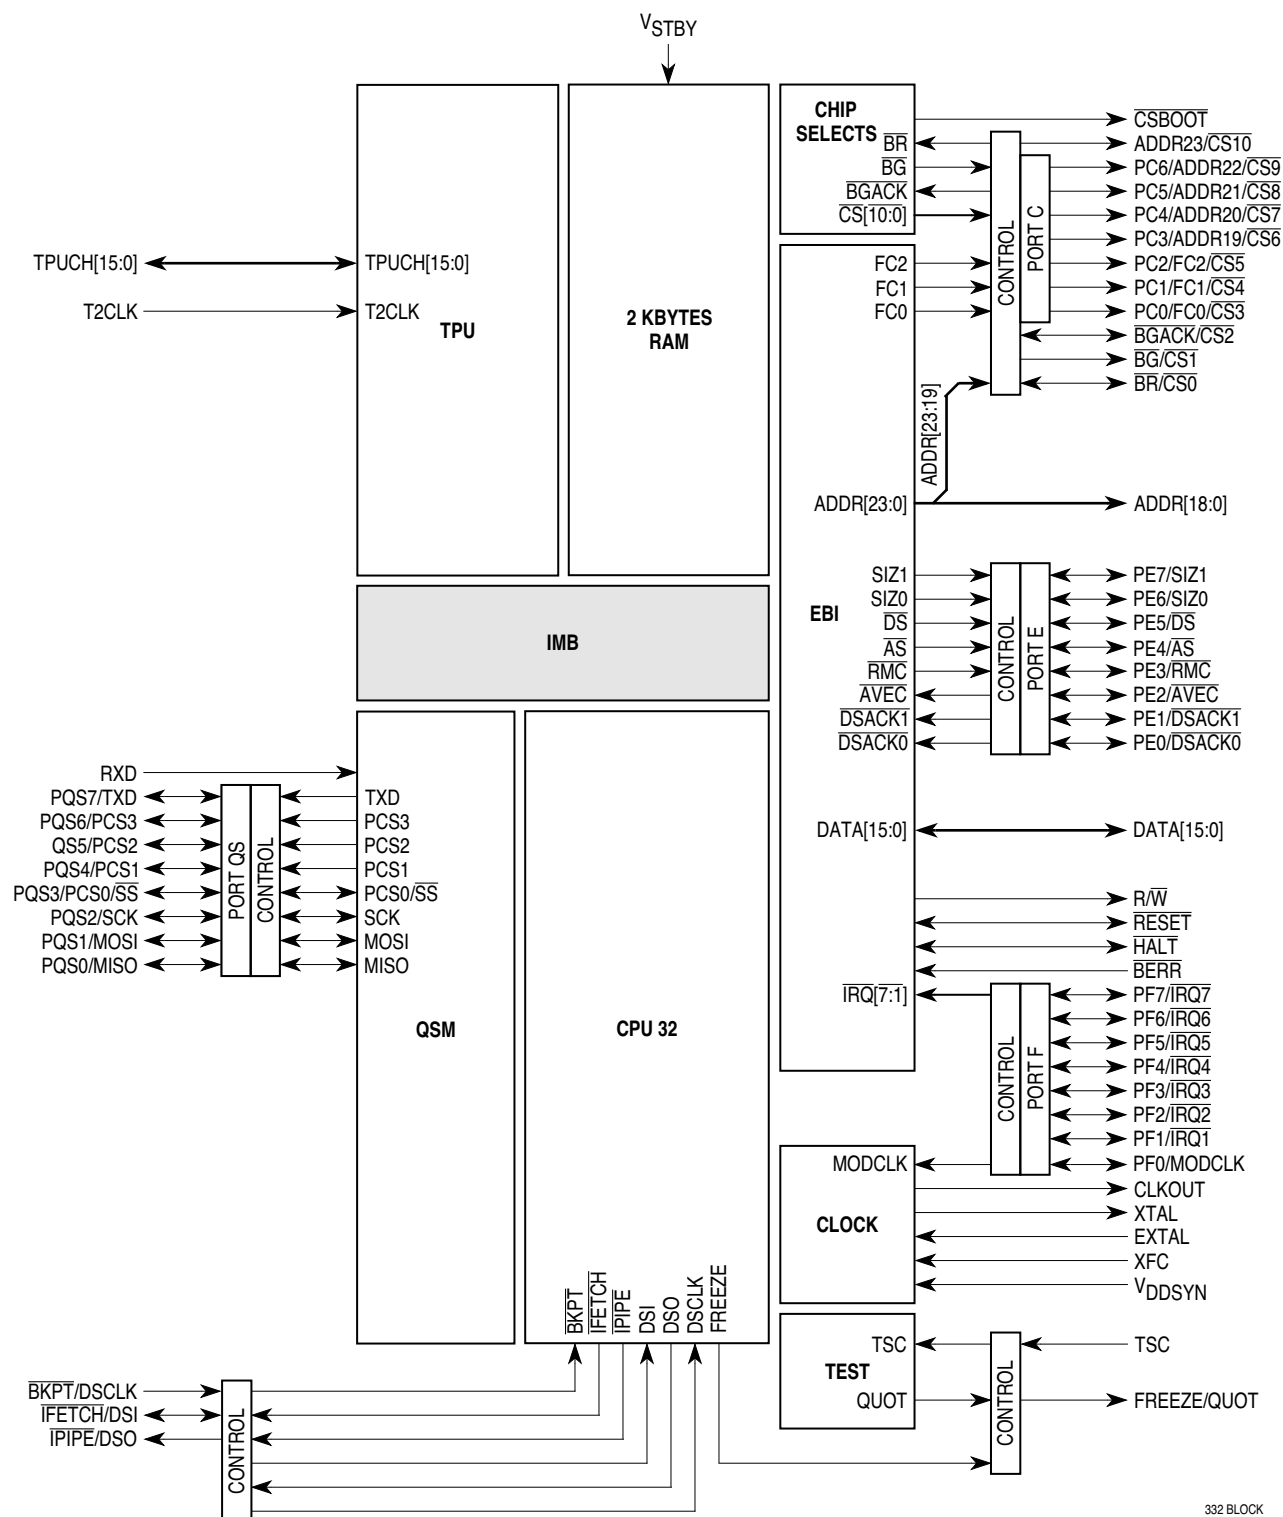 VSTBY
CHIP
SELECTS
BR
BG
BGACK
CS[10:0]
CONTROL
PORT C
CSBOOT
ADDR23/CS10
PC6/ADDR22/CS9
PC5/ADDR21/CS8
PC4/ADDR20/CS7
PC3/ADDR19/CS6
PC2/FC2/CS5
PC1/FC1/CS4
PC0/FC0/CS3
BGACK/CS2
BG/CS1
BR/CS0
TPUCH[15:0]
T2CLK
TPUCH[15:0]
T2CLK
TPU
2 KBYTES
RAM
FC2
FC1
FC0
ADDR[23:19]
ADDR[23:0]
ADDR[18:0]
EBI
SIZ1
SIZ0
DS
AS
RMC
AVEC
DSACK1
DSACK0
CONTROL
PORT E
PE7/SIZ1
PE6/SIZ0
PE5/DS
PE4/AS
PE3/RMC
PE2/AVEC
PE1/DSACK1
PE0/DSACK0
IMB
DATA[15:0]
DATA[15:0]
R/W
RESET
HALT
BERR
IRQ[7:1]
CONTROL
PORT F
PF7/IRQ7
PF6/IRQ6
PF5/IRQ5
PF4/IRQ4
PF3/IRQ3
PF2/IRQ2
PF1/IRQ1
PF0/MODCLK
RXD
PQS7/TXD
PQS6/PCS3
QS5/PCS2
PQS4/PCS1
PQS3/PCS0/SS
PQS2/SCK
PQS1/MOSI
PQS0/MISO
PORT QS
CONTROL
TXD
PCS3
PCS2
PCS1
PCS0/SS
SCK
MOSI
MISO
QSM
CPU 32
MODCLK
CLOCK
CLKOUT
XTAL
EXTAL
XFC
VDDSYN
BKPT
IFETCH
IPIPE
DSI
DSO
DSCLK
FREEZE
TSC
TEST
QUOT
CONTROL
TSC
FREEZE/QUOT
BKPT/DSCLK
IFETCH/DSI
IPIPE/DSO
CONTROL
332 BLOCK